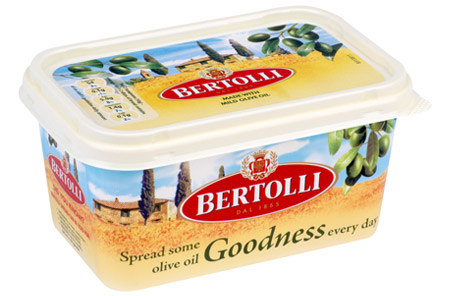 BERTOLLI
MADE WITH
MILD OLIVE OIL
BERTOLLI
DAL 1865
Spread some
olive oil Goodness every day